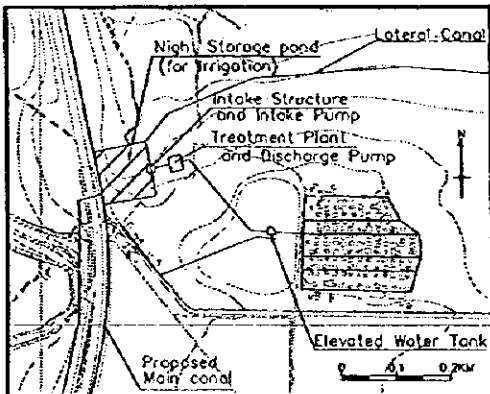 Night Storage pond
(for Irrigation)
Lateral Canal
Intake Structure
and Intake Pump
Treatment Plant
and Discharge Pump
N
Elevated Water Tank
Proposed
Main canal
0 0.1 0.2KM